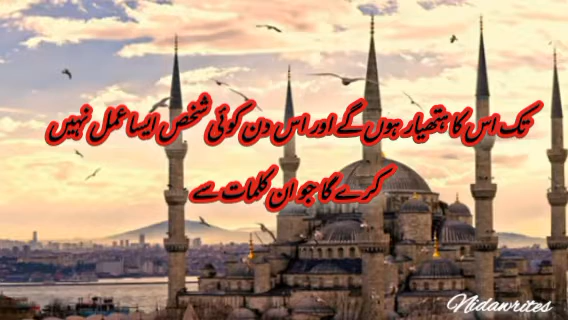 تک اس کا ہتھیار ہوں گے اور اس دن کوئی شخص ایسا عمل نہیں
کرے گا جو ان کلمات سے
Nidawrites